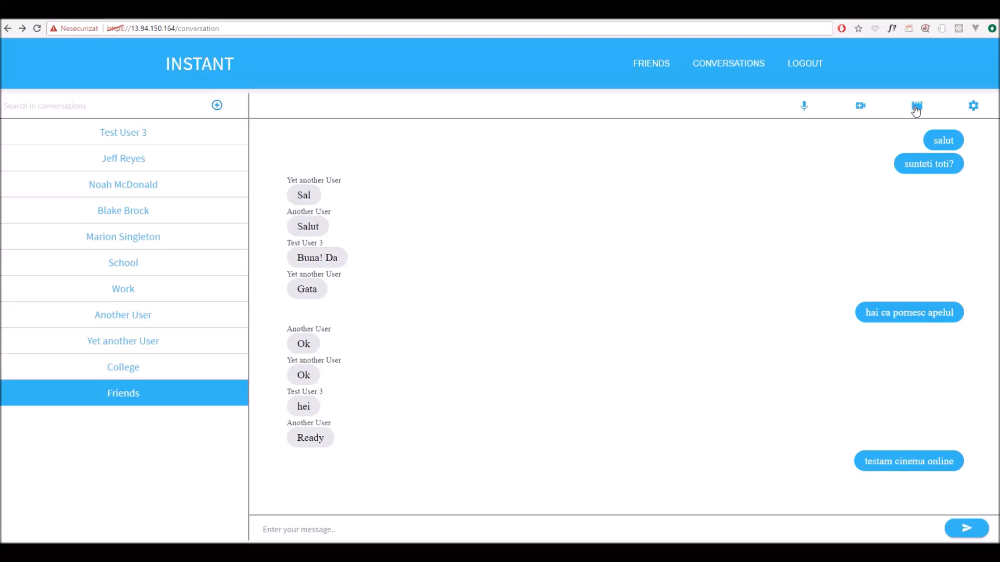 Nesecurizat https://13.94.150.164/conversation
f?
INSTANT
FRIENDS CONVERSATIONS LOGOUT
Search in conversations
Test User 3
Jeff Reyes
Noah McDonald
Blake Brock
Marion Singleton
School
Work
Another User
Yet another User
College
Friends
salut
sunteti toti?
Yet another User
Sal
Another User
Salut
Test User 3
Buna! Da
Yet another User
Gata
hai ca pornesc apelul
Another User
Ok
Yet another User
Ok
Test User 3
hei
Another User
Ready
testam cinema online
Enter your message..